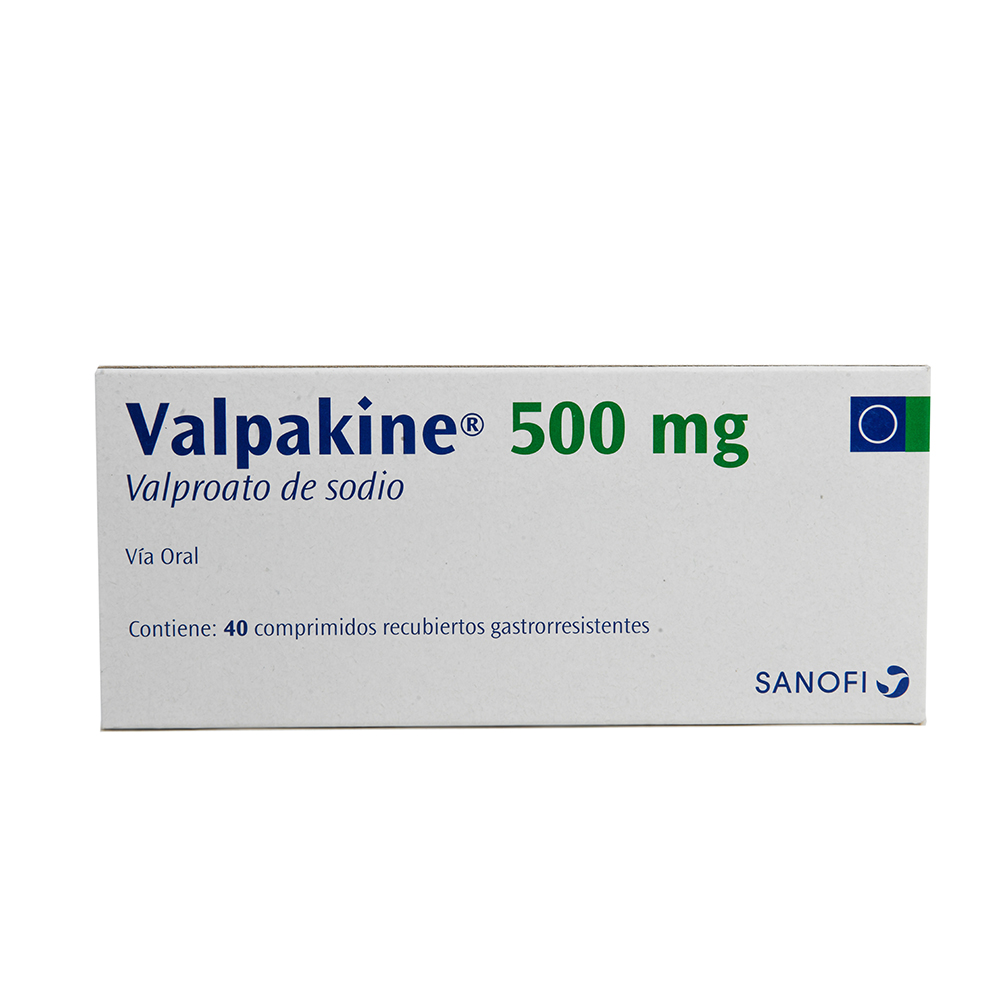 Valpakine® 500 mg
Valproato de sodio
Vía Oral
Contiene: 40 comprimidos recubiertos gastrorresistentes
SANOFI